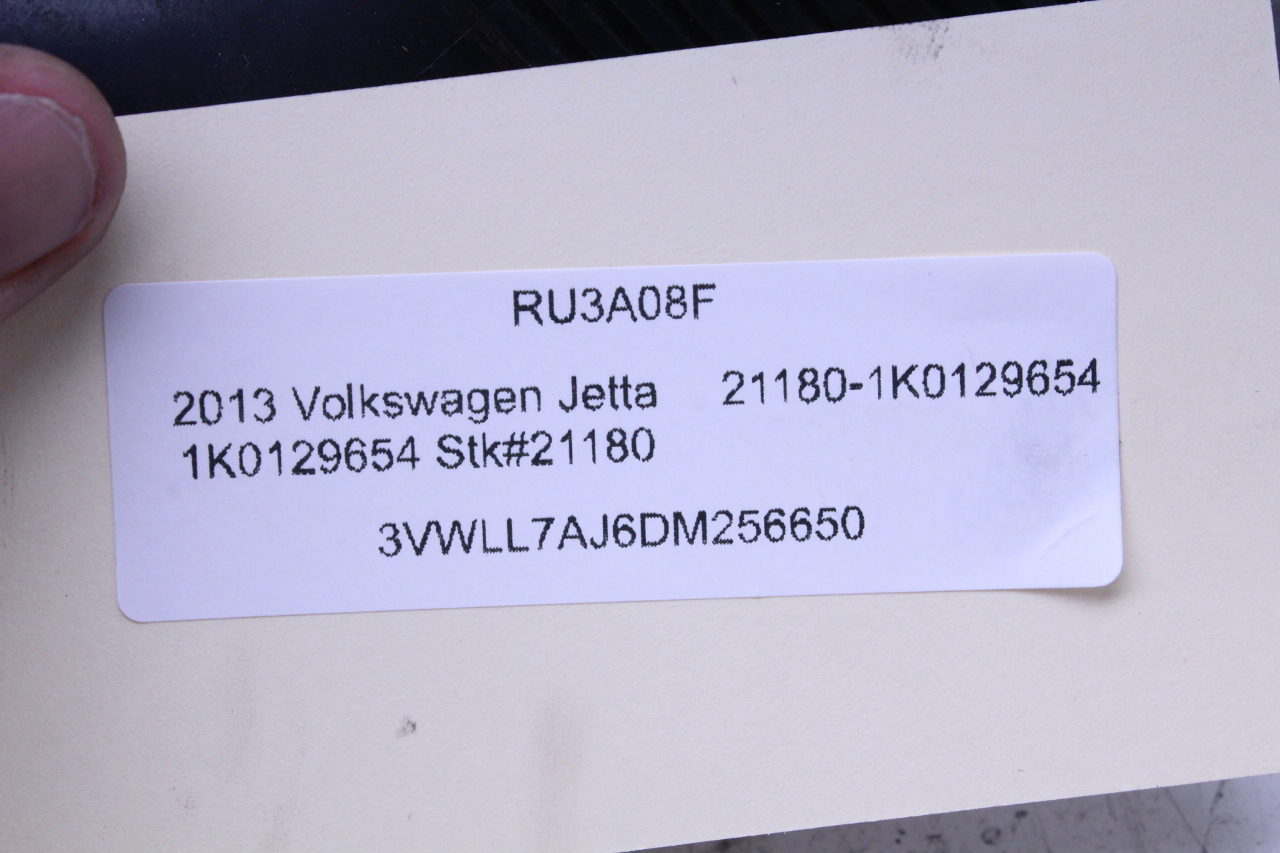 RU3A08F
2013 Volkswagen Jetta 21180-1K0129654
1K0129654 Stk#21180
3VWLL7AJ6DM256650